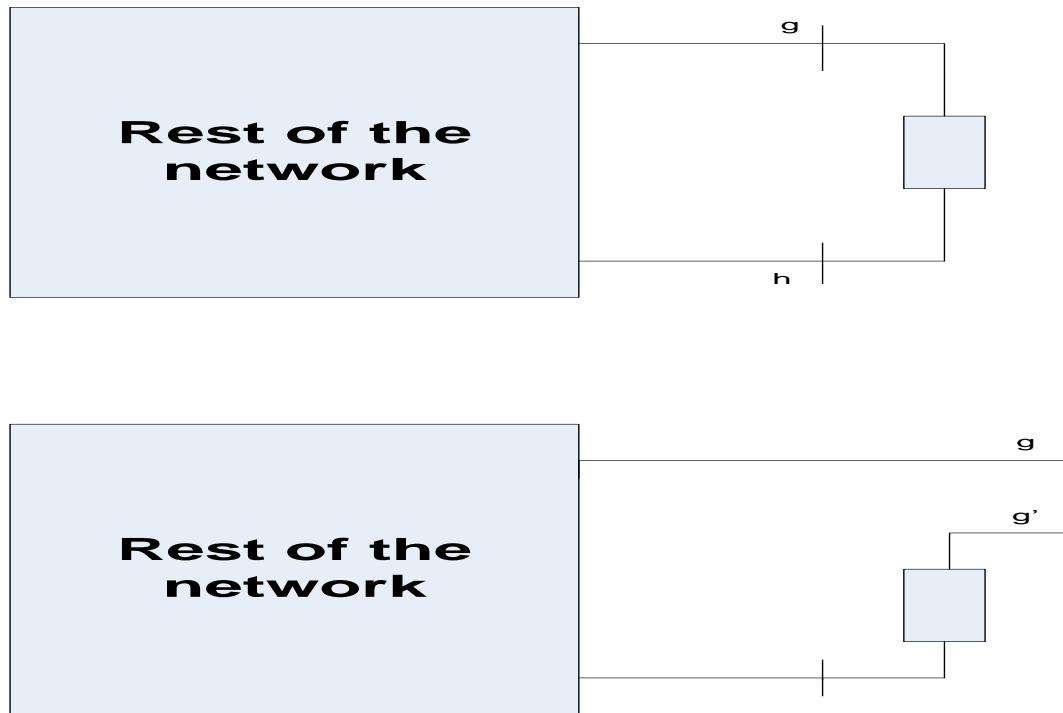 g
Rest of the
network
h
g
g’
Rest of the
network